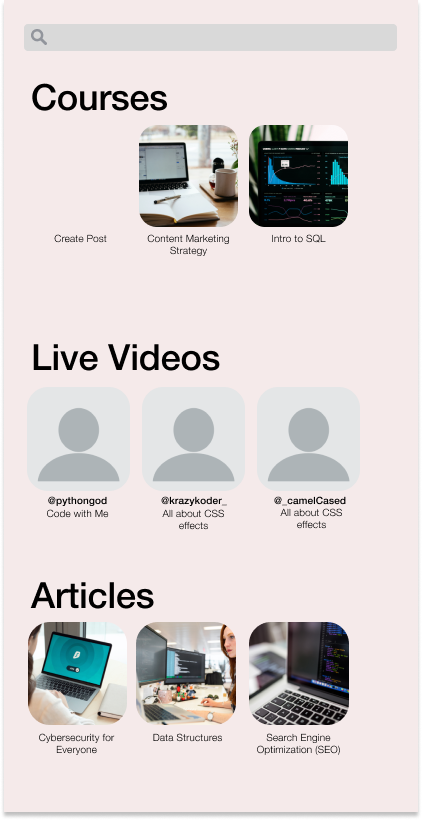 Courses
Create Post
Content Marketing
Strategy
Intro to SQL
Live Videos
@pythongod
Code with Me
@krazykoder_
All about CSS
effects
@_camelCased
All about CSS
effects
Articles
Cybersecurity for
Everyone
Data Structures
Search Engine
Optimization (SEO)